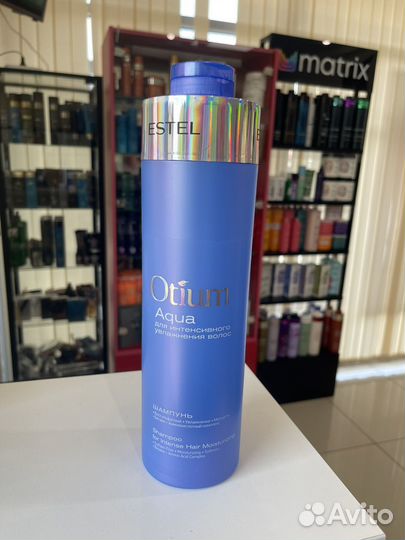 matrix
ESTEL
Otium
Aqua
для интенсивного
увлажнения волос
ШАМПУНЬ
Shampoo
for Intense Hair Moisturizing
Avito